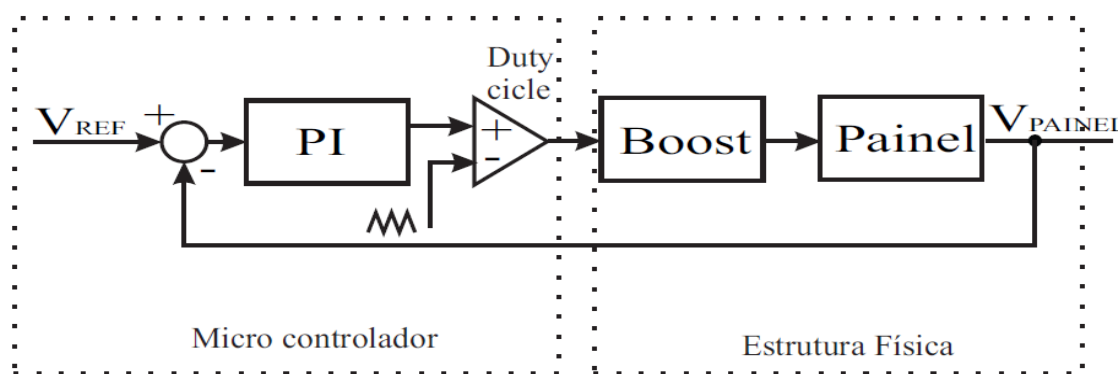 Duty
cicle
VREF
+
-
PI
+
-
Boost
Painel
VPAINEL
Micro controlador
Estrutura Física